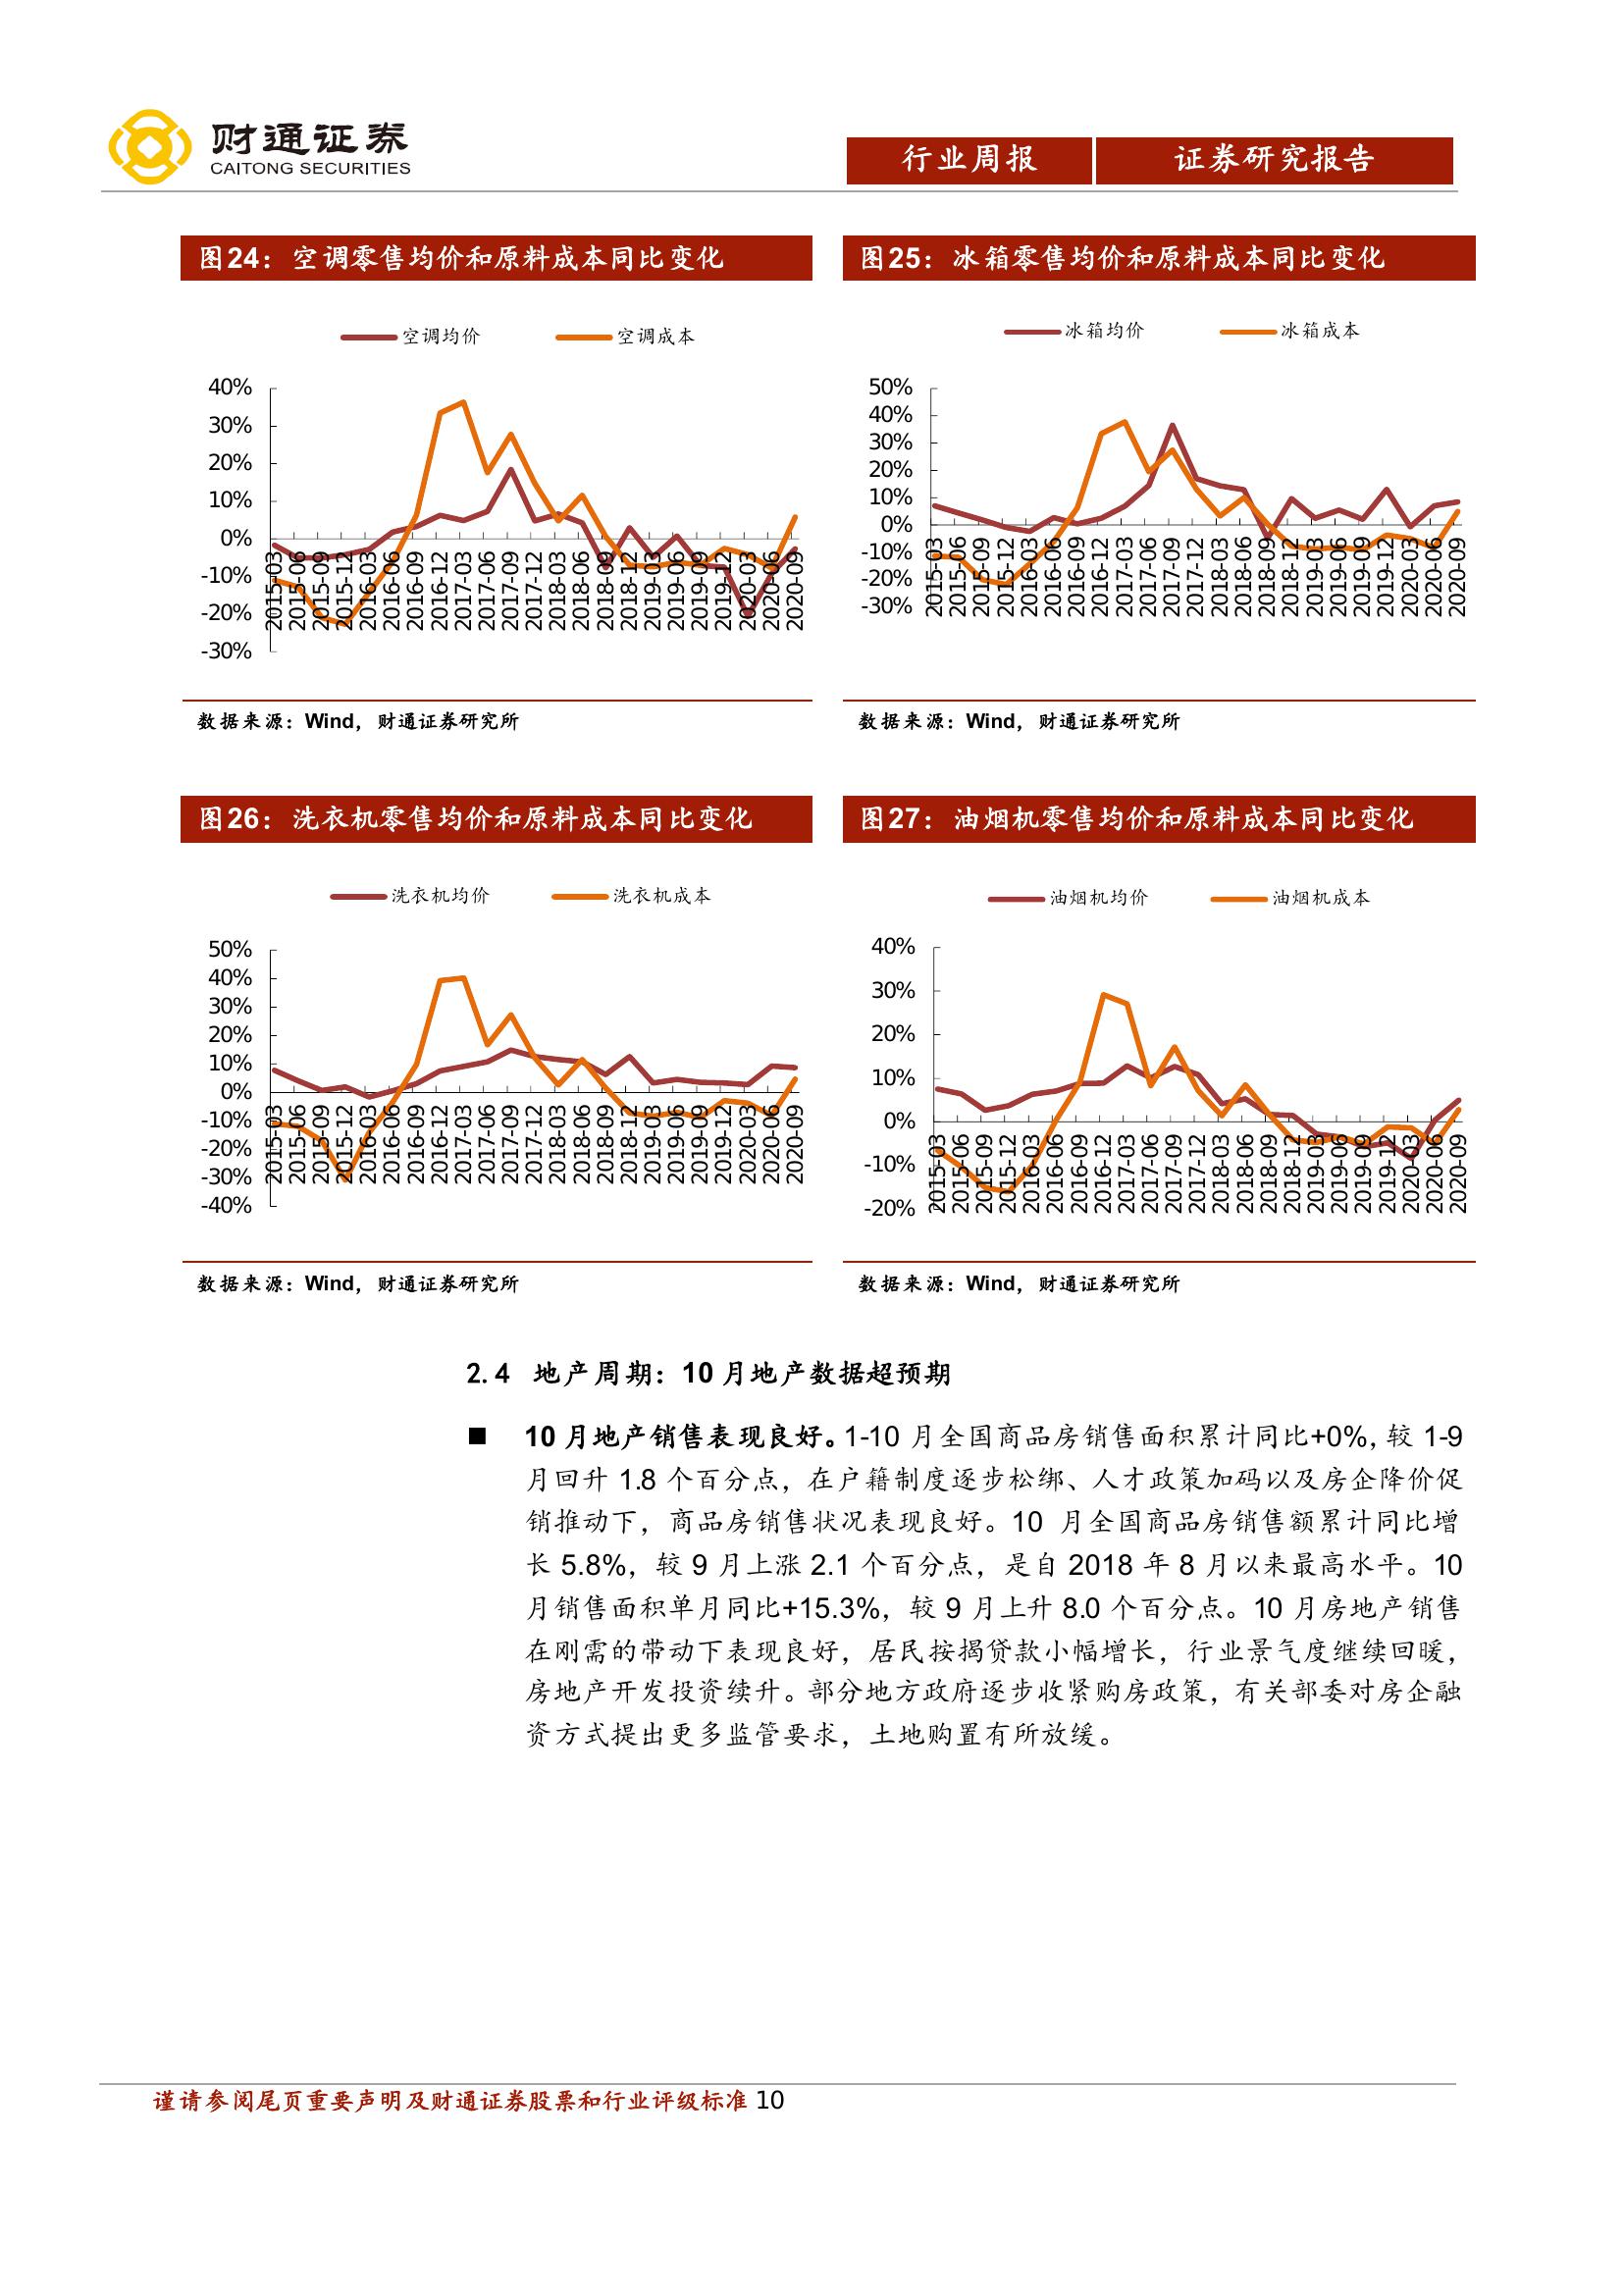 财通证券
CAITONG SECURITIES
行业周报 证券研究报告
图24：空调零售均价和原料成本同比变化
空调均价 空调成本
40%
30%
20%
10%
0%
-10%
-20%
-30%
2015-03 2015-06 2015-09 2015-12 2016-03 2016-06 2016-09 2016-12 2017-03 2017-06 2017-09 2017-12 2018-03 2018-06 2018-09 2018-12 2019-03 2019-06 2019-09 2019-12 2020-03 2020-06 2020-09
数据来源：Wind，财通证券研究所
图25：冰箱零售均价和原料成本同比变化
冰箱均价 冰箱成本
50%
40%
30%
20%
10%
0%
-10%
-20%
-30%
2015-03 2015-06 2015-09 2015-12 2016-03 2016-06 2016-09 2016-12 2017-03 2017-06 2017-09 2017-12 2018-03 2018-06 2018-09 2018-12 2019-03 2019-06 2019-09 2019-12 2020-03 2020-06 2020-09
数据来源：Wind，财通证券研究所
图26：洗衣机零售均价和原料成本同比变化
洗衣机均价 洗衣机成本
50%
40%
30%
20%
10%
0%
-10%
-20%
-30%
-40%
2015-03 2015-06 2015-09 2015-12 2016-03 2016-06 2016-09 2016-12 2017-03 2017-06 2017-09 2017-12 2018-03 2018-06 2018-09 2018-12 2019-03 2019-06 2019-09 2019-12 2020-03 2020-06 2020-09
数据来源：Wind，财通证券研究所
图27：油烟机零售均价和原料成本同比变化
油烟机均价 油烟机成本
40%
30%
20%
10%
0%
-10%
-20%
2015-03 2015-06 2015-09 2015-12 2016-03 2016-06 2016-09 2016-12 2017-03 2017-06 2017-09 2017-12 2018-03 2018-06 2018-09 2018-12 2019-03 2019-06 2019-09 2019-12 2020-03 2020-06 2020-09
数据来源：Wind，财通证券研究所
2.4 地产周期：10 月地产数据超预期
■ 10 月地产销售表现良好。1-10 月全国商品房销售面积累计同比+0%，较 1-9
月回升 1.8 个百分点，在户籍制度逐步松绑、人才政策加码以及房企降价促
销推动下，商品房销售状况表现良好。10 月全国商品房销售额累计同比增
长 5.8%，较 9 月上涨 2.1 个百分点，是自 2018 年 8 月以来最高水平。10
月销售面积单月同比+15.3%，较 9 月上升 8.0 个百分点。10 月房地产销售
在刚需的带动下表现良好，居民按揭贷款小幅增长，行业景气度继续回暖，
房地产开发投资续升。部分地方政府逐步收紧购房政策，有关部委对房企融
资方式提出更多监管要求，土地购置有所放缓。
谨请参阅尾页重要声明及财通证券股票和行业评级标准 10